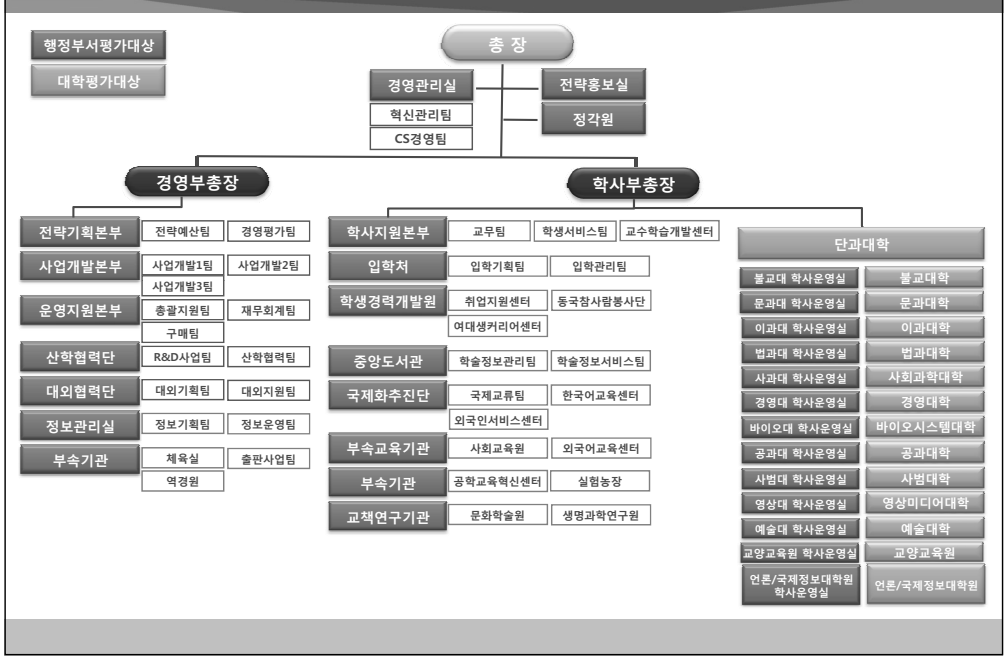 행정부서평가대상
대학평가대상
총 장
경영관리실
전략홍보실
혁신관리팀
정각원
CS경영팀
경영부총장
학사부총장
전략기획본부
전략예산팀
경영평가팀
사업개발본부
사업개발1팀
사업개발2팀
사업개발3팀
운영지원본부
총괄지원팀
재무회계팀
구매팀
산학협력단
R&D사업팀
산학협력팀
대외협력단
대외기획팀
대외지원팀
정보관리실
정보기획팀
정보운영팀
부속기관
체육실
출판사업팀
역경원
학사지원본부
교무팀
학생서비스팀
교수학습개발센터
입학처
입학기획팀
입학관리팀
학생경력개발원
취업지원센터
동국참사람봉사단
여대생커리어센터
중앙도서관
학술정보관리팀
학술정보서비스팀
국제화추진단
국제교류팀
한국어교육센터
외국인서비스센터
부속교육기관
사회교육원
외국어교육센터
부속기관
공학교육혁신센터
실험농장
교책연구기관
문화학술원
생명과학연구원
단과대학
불교대 학사운영실
불교대학
문과대 학사운영실
문과대학
이과대 학사운영실
이과대학
법과대 학사운영실
법과대학
사과대 학사운영실
사회과학대학
경영대 학사운영실
경영대학
바이오대 학사운영실
바이오시스템대학
공과대 학사운영실
공과대학
사범대 학사운영실
사범대학
영상대 학사운영실
영상미디어대학
예술대 학사운영실
예술대학
교양교육원 학사운영실
교양교육원
언론/국제정보대학원
학사운영실
언론/국제정보대학원